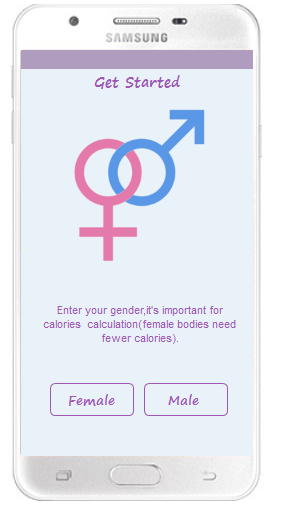 SAMSUNG
Get Started
Enter your gender,it's important for
calories calculation(female bodies need
fewer calories).
Female
Male